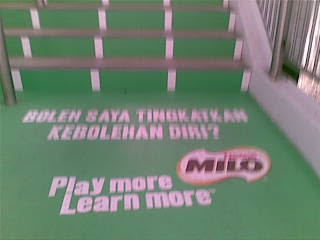 BOLEH SAYA TINGKATKAN
KEBOLEHAN DIRI?
MILO
Play more
Learn more